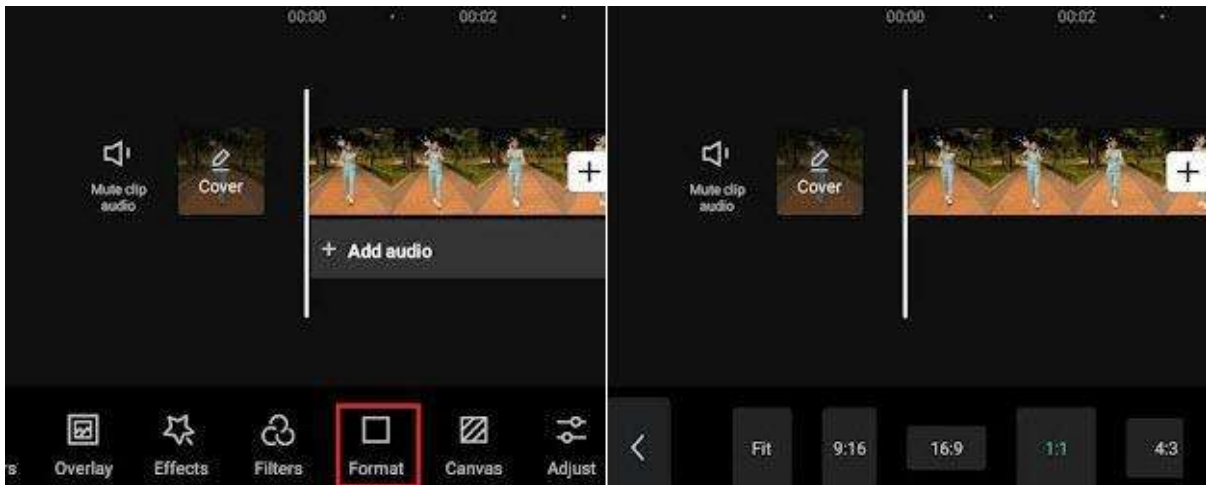 00:00 00:02
Mute clip
audio
Cover
+ Add audio
s Overlay Effects Filters Format Canvas Adjust
00:00 00:02
Mute clip
audio
Cover
Fit 9:16 16:9 1:1 4:3